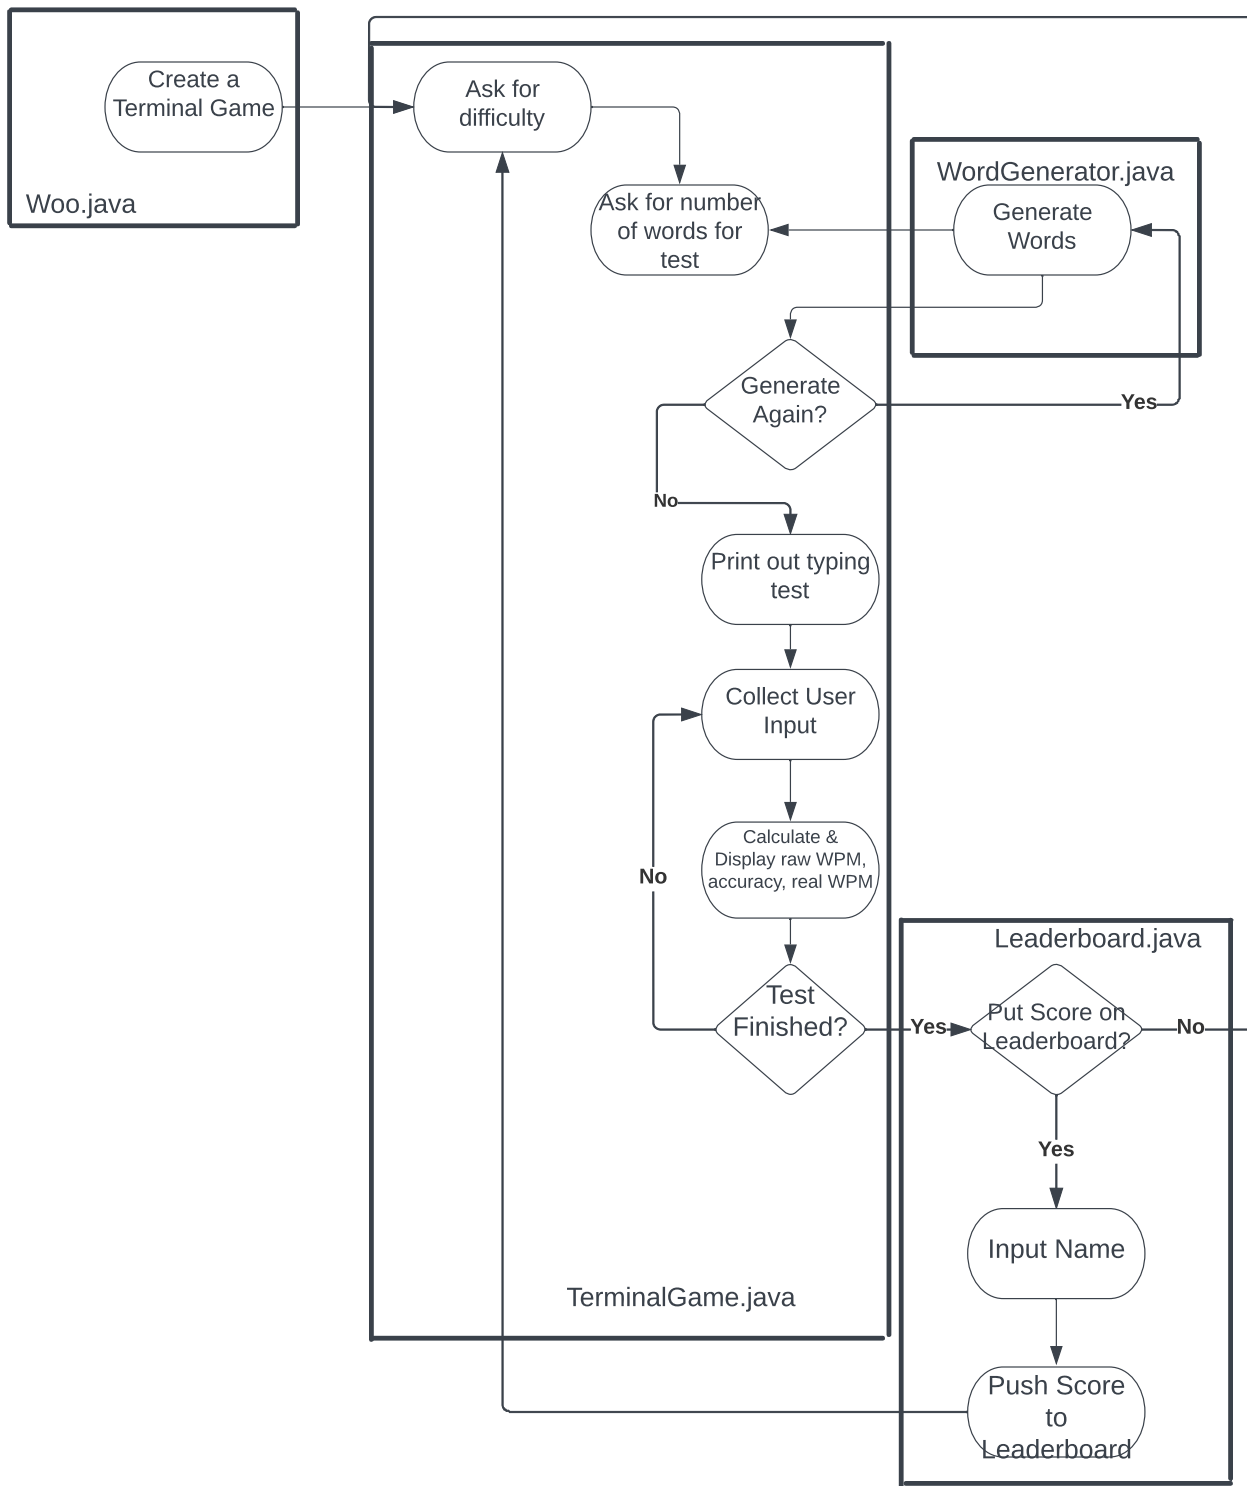 Create a
Terminal Game
Woo.java
Ask for
difficulty
Ask for number
of words for
test
WordGenerator.java
Generate
Words
Generate
Again?
Yes
No
Print out typing
test
Collect User
Input
Calculate &
Display raw WPM,
accuracy, real WPM
No
Test
Finished?
Yes
Leaderboard.java
Put Score on
Leaderboard?
No
Yes
Input Name
TerminalGame.java
Push Score
to
Leaderboard